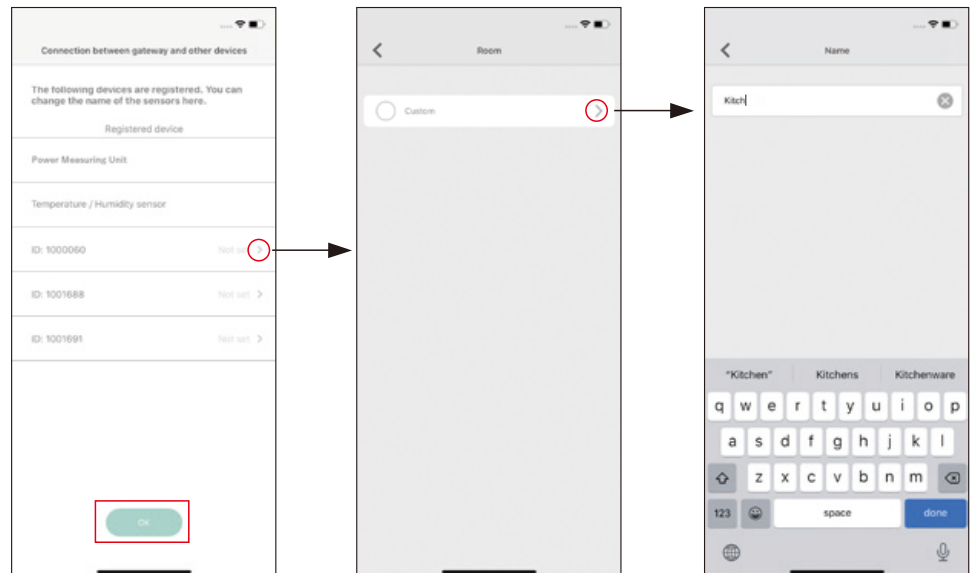 Connection between gateway and other devices
The following devices are registered. You can
change the name of the sensors here.
Registered device
Power Measuring Unit
Temperature / Humidity sensor
ID: 1000060 Not set
ID: 1001688 Not set
ID: 1001691 Not set
OK
Room
Custom
Name
Kitch
"Kitchen" Kitchens Kitchenware
q w e r t y u i o p
a s d f g h j k l
z x c v b n m
123 space done